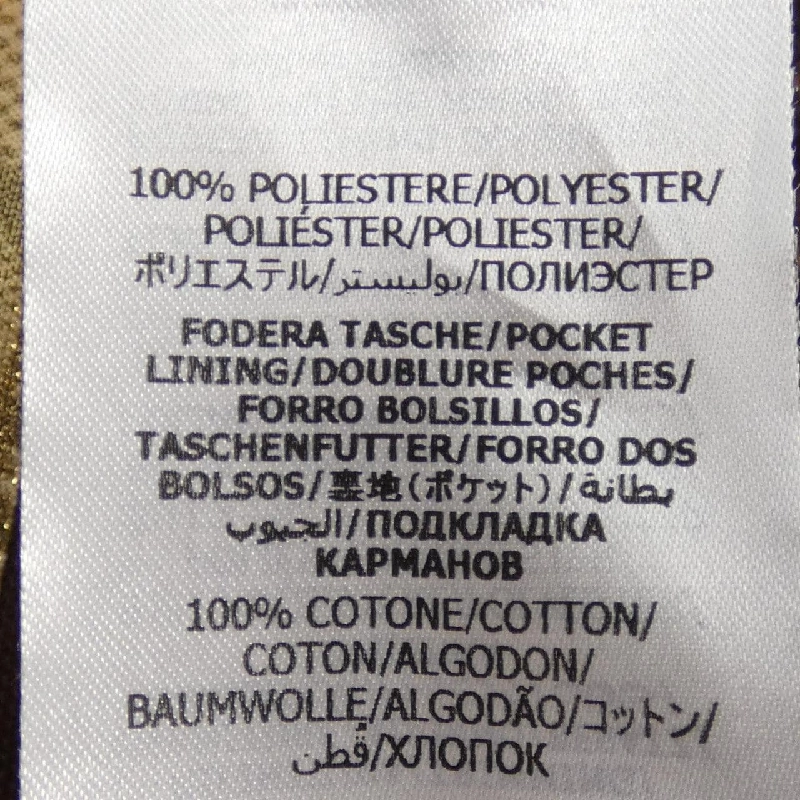 100% POLIESTERE/POLYESTER/
POLIÉSTER/POLIESTER/
ポリエステル/بوليستر/ПОЛИЭСТЕР
FODERA TASCHE/POCKET
LINING/DOUBLURE POCHES/
FORRO BOLSILLOS/
TASCHENFUTTER/FORRO DOS
BOLSOS/裏地(ポケット)/بطانة
الجيوب/ПОДКЛАДКА
КАРМАНОВ
100% COTONE/COTTON/
COTON/ALGODON/
BAUMWOLLE/ALGODÃO/コットン/
قطن/ХЛОПОК